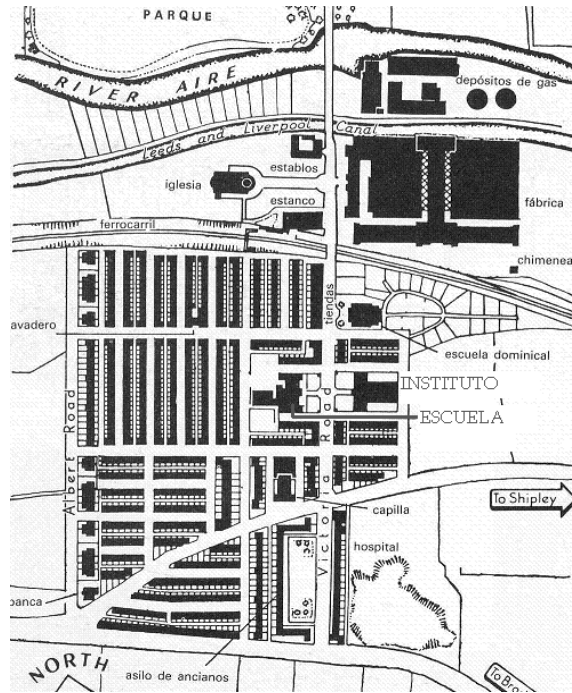 PARQUE
RIVER AIRE
depósitos de gas
Leeds and Liverpool Canal
establos
iglesia
estanco
fábrica
ferrocarril
chimenea
tiendas
avadero
escuela dominical
INSTITUTO
ESCUELA
Albert Road
Victoria Road
To Shipley
capilla
hospital
banca
NORTH
asilo de ancianos
To Bra